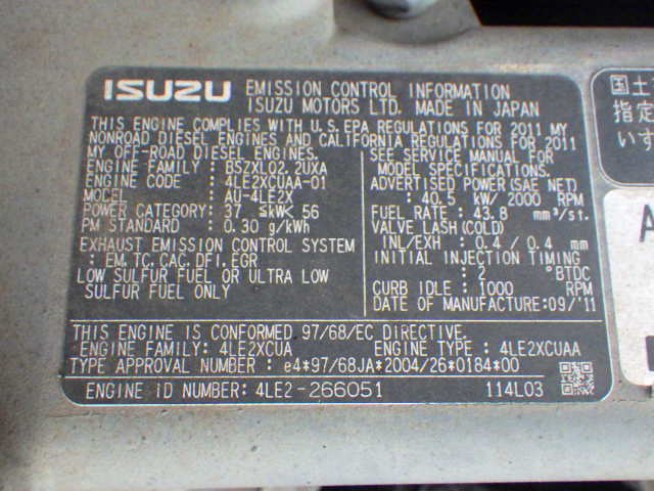 ISUZU EMISSION CONTROL INFORMATION
ISUZU MOTORS LTD. MADE IN JAPAN
THIS ENGINE COMPLIES WITH U.S. EPA REGULATIONS FOR 2011 MY
NONROAD DIESEL ENGINES AND CALIFORNIA REGULATIONS FOR 2011
MY OFF-ROAD DIESEL ENGINES.
ENGINE FAMILY : BSZXL02.2UXA
ENGINE CODE : 4LE2XCUAA-01
MODEL : AU-4LE2X
POWER CATEGORY: 37 ≦kW< 56
PM STANDARD : 0.30 g/kWh
EXHAUST EMISSION CONTROL SYSTEM
: EM, TC, CAC, DFI, EGR
LOW SULFUR FUEL OR ULTRA LOW
SULFUR FUEL ONLY
SEE SERVICE MANUAL FOR
MODEL SPECIFICATIONS.
ADVERTISED POWER(SAE NET)
: 40.5 kW/ 2000 RPM
FUEL RATE : 43.8 mm³/st.
VALVE LASH (COLD)
INL/EXH : 0.4 / 0.4 mm
INITIAL INJECTION TIMING
: 2 °BTDC
CURB IDLE : 1000 RPM
DATE OF MANUFACTURE:09/'11
THIS ENGINE IS CONFORMED 97/68/EC DIRECTIVE.
ENGINE FAMILY: 4LE2XCUA ENGINE TYPE : 4LE2XCUAA
TYPE APPROVAL NUMBER : e4*97/68JA*2004/26*0184*00
ENGINE ID NUMBER: 4LE2-266051 114L03
国土
指定
いす
A